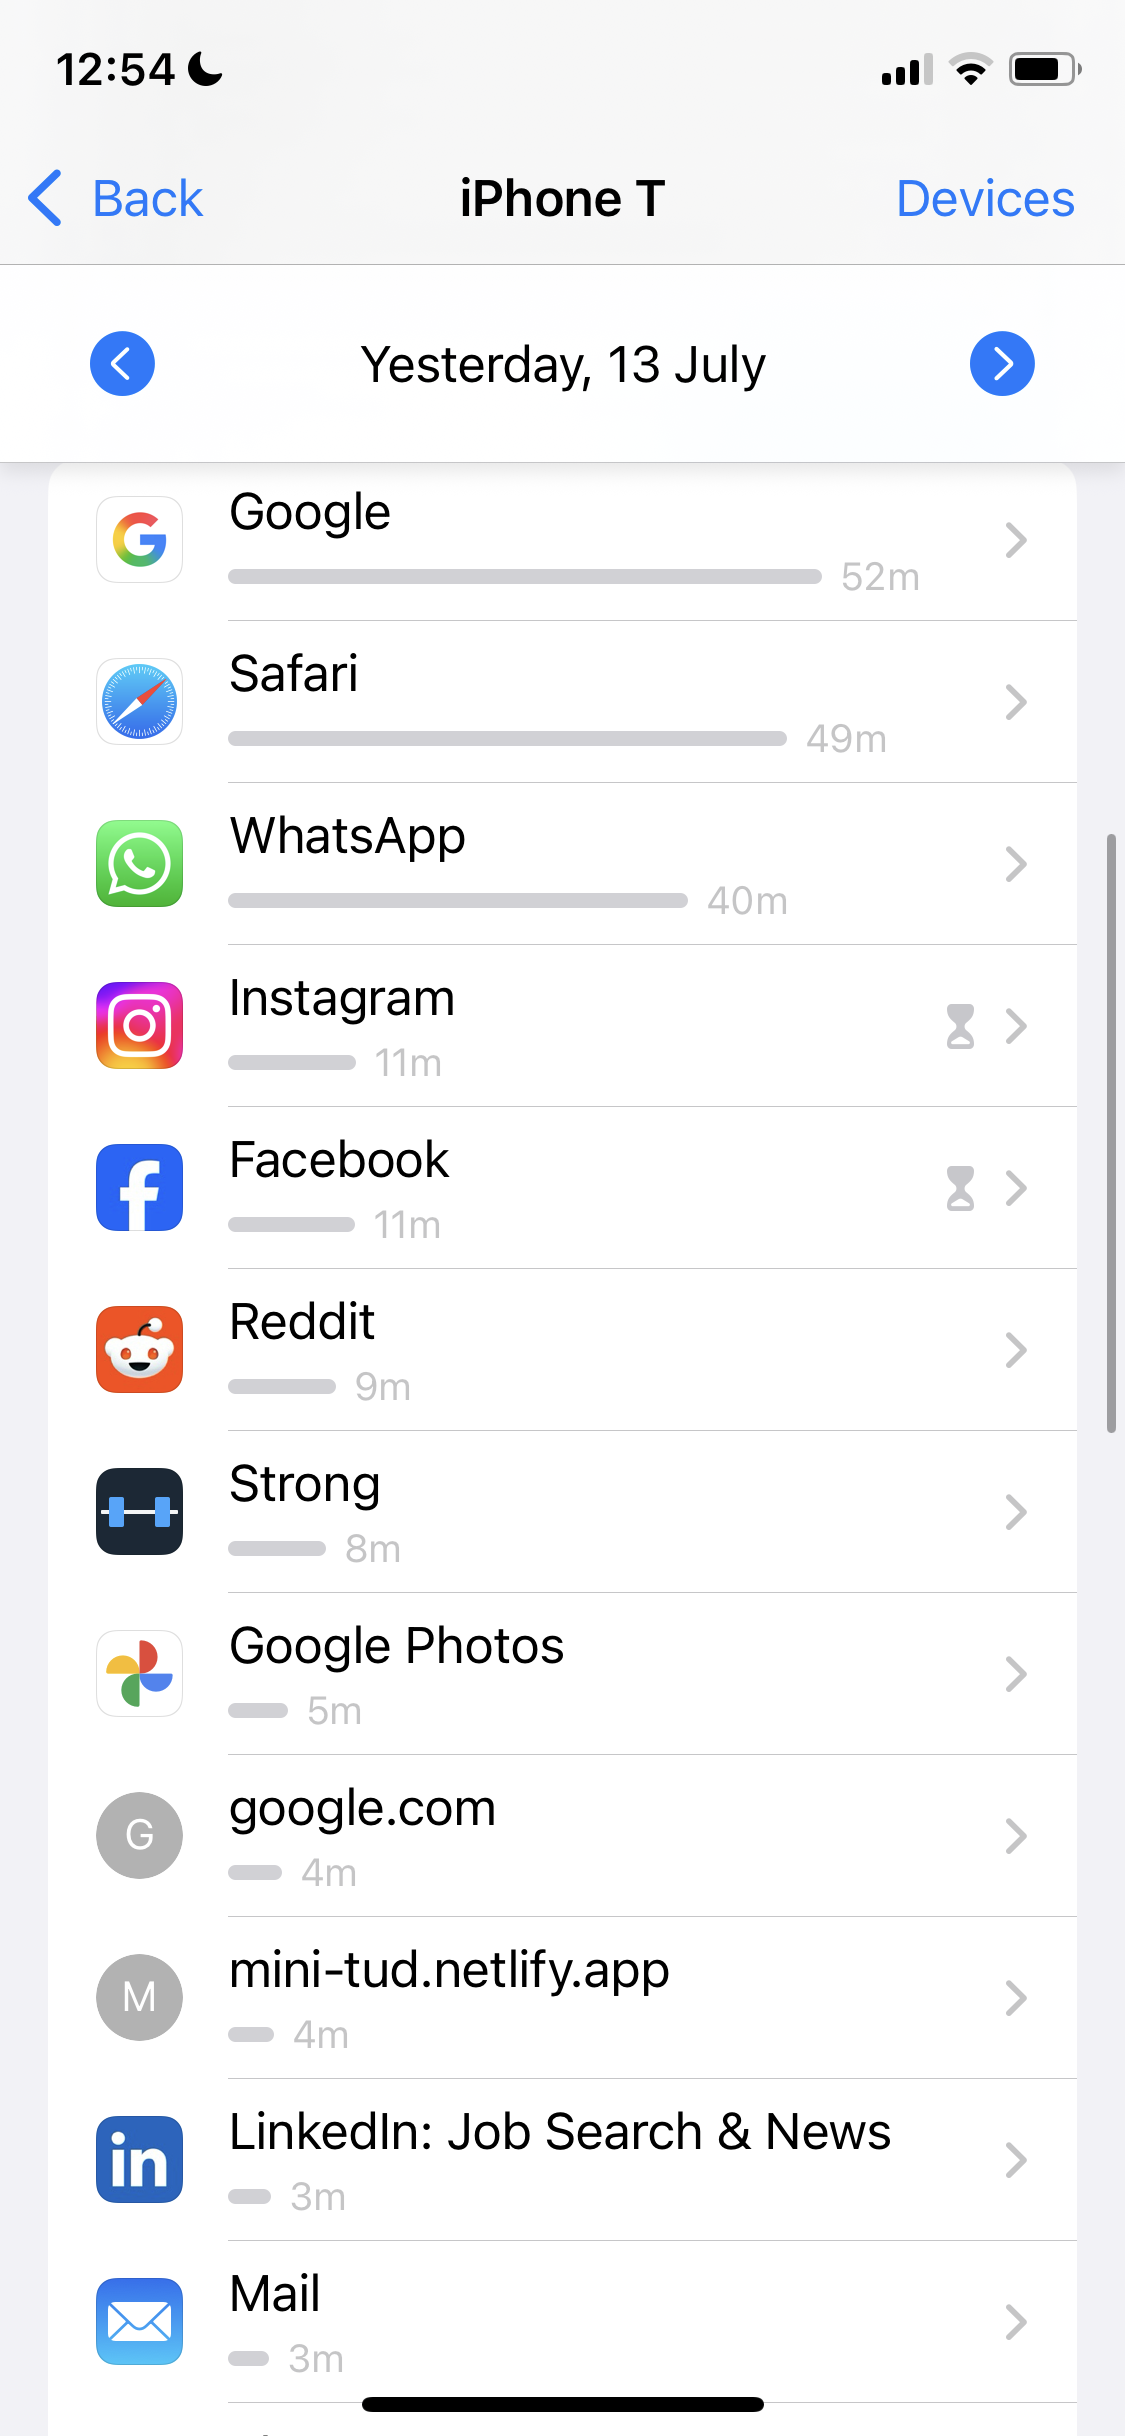 12:54
Back
iPhone T
Devices
Yesterday, 13 July
Google
52m
Safari
49m
WhatsApp
40m
Instagram
11m
Facebook
11m
Reddit
9m
Strong
8m
Google Photos
5m
G
google.com
4m
M
mini-tud.netlify.app
4m
in
LinkedIn: Job Search & News
3m
Mail
3m